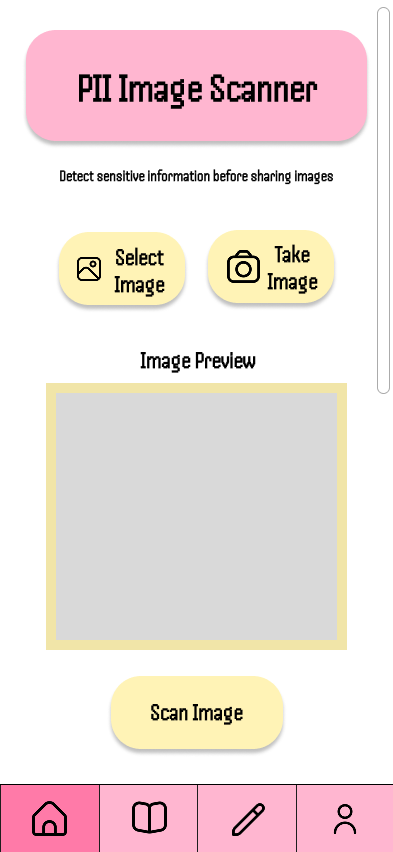 PII Image Scanner
Detect sensitive information before sharing images
Select
Image
Take
Image
Image Preview
Scan Image